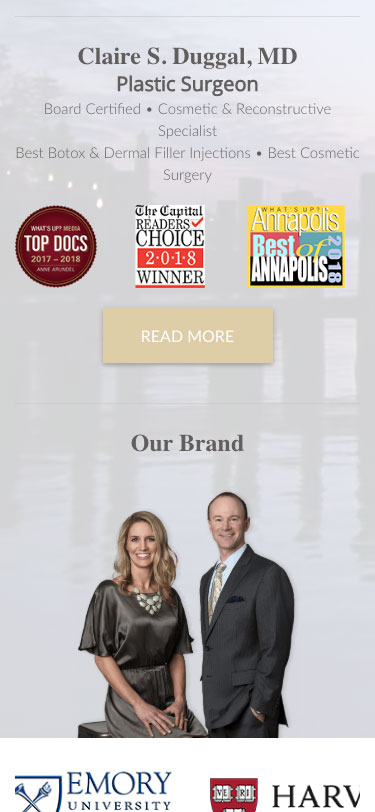 Claire S. Duggal, MD
Plastic Surgeon
Board Certified • Cosmetic & Reconstructive
Specialist
Best Botox & Dermal Filler Injections • Best Cosmetic
Surgery
WHAT'S UP? MEDIA
TOP DOCS
2017 – 2018
ANNE ARUNDEL
The Capital
READERS
CHOICE
2·0·1·8
WINNER
WHAT'S UP?
Annapolis
Best of
ANNAPOLIS
2018
READ MORE
Our Brand
EMORY
UNIVERSITY
VE RI
HARV